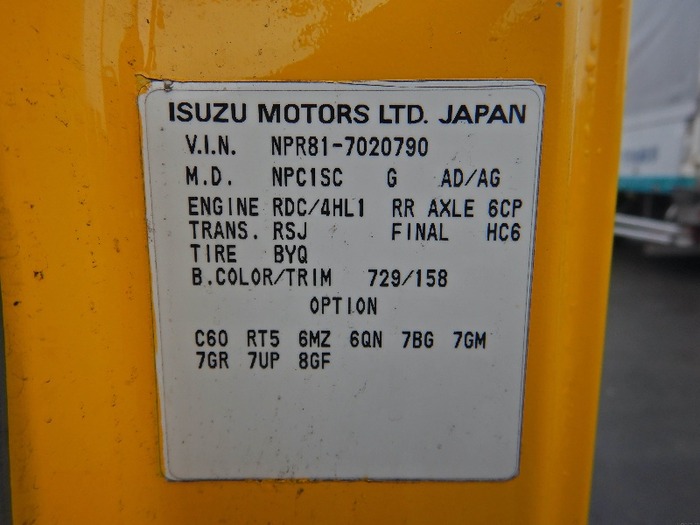 ISUZU MOTORS LTD. JAPAN
V.I.N. NPR81-7020790
M.D. NPC1SC G AD/AG
ENGINE RDC/4HL1 RR AXLE 6CP
TRANS. RSJ FINAL HC6
TIRE BYQ
B.COLOR/TRIM 729/158
OPTION
C60 RT5 6MZ 6QN 7BG 7GM
7GR 7UP 8GF